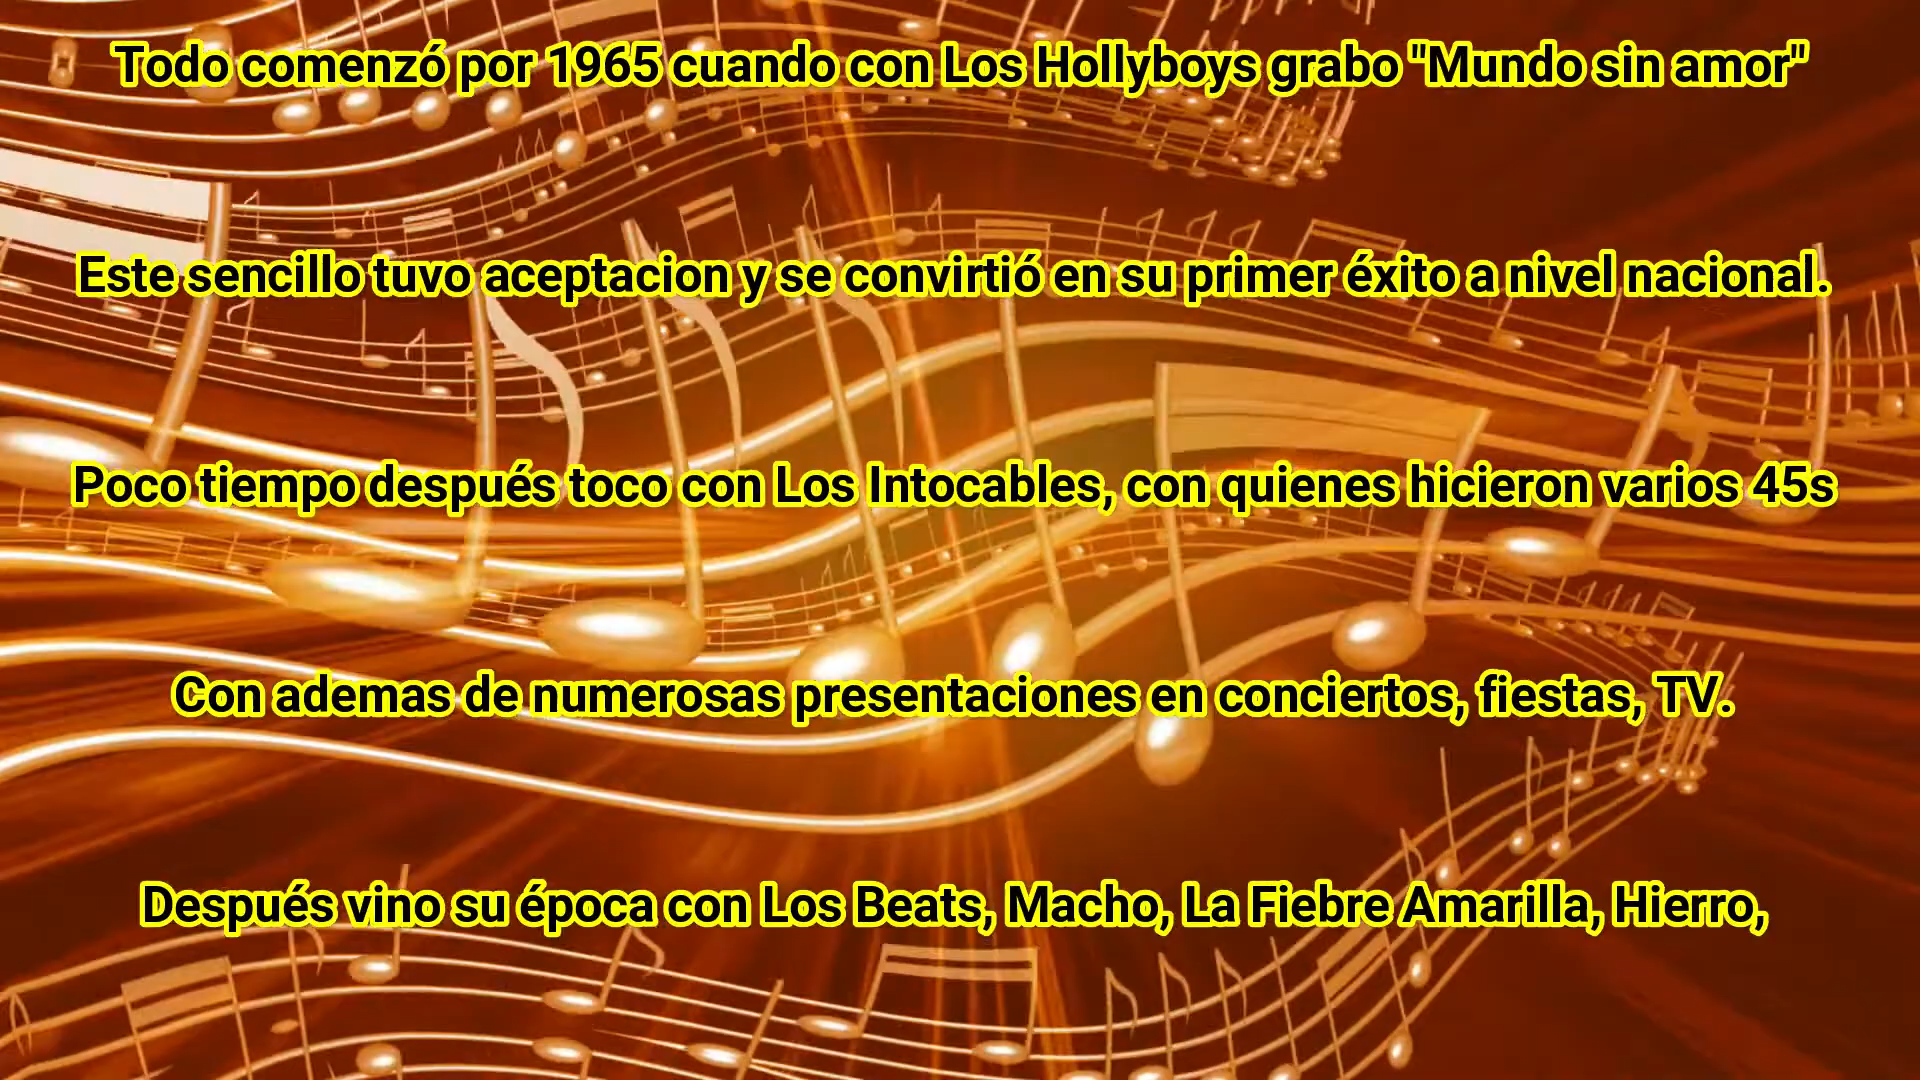 Todo comenzó por 1965 cuando con Los Hollyboys grabo "Mundo sin amor"
Este sencillo tuvo aceptacion y se convirtió en su primer éxito a nivel nacional.
Poco tiempo después toco con Los Intocables, con quienes hicieron varios 45s
Con ademas de numerosas presentaciones en conciertos, fiestas, TV.
Después vino su época con Los Beats, Macho, La Fiebre Amarilla, Hierro,